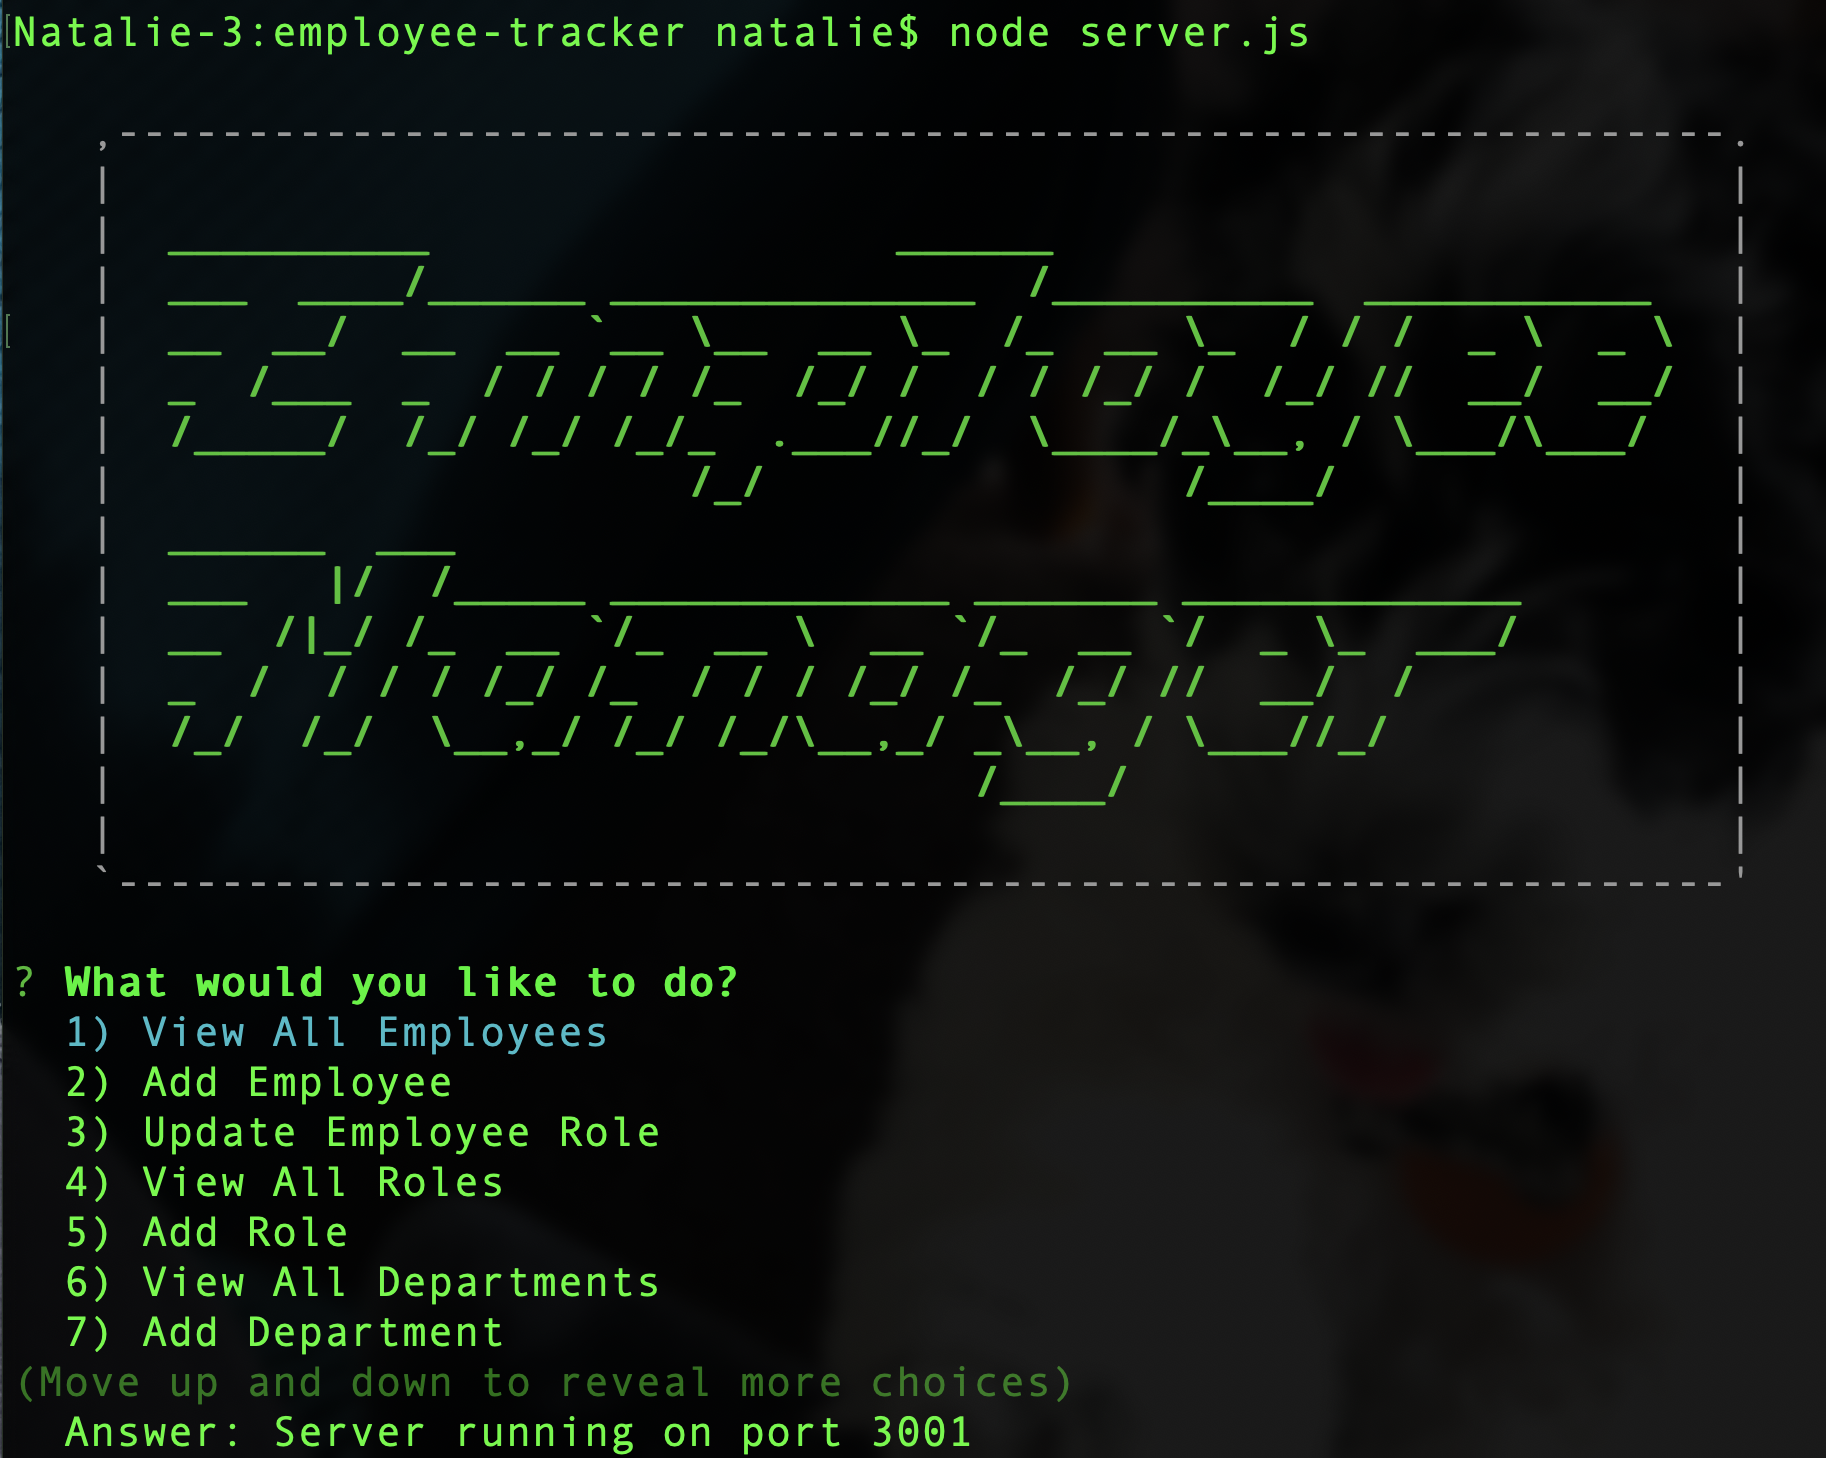 Natalie-3:employee-tracker natalie$ node server.js
Employee
Manager
? What would you like to do?
1) View All Employees
2) Add Employee
3) Update Employee Role
4) View All Roles
5) Add Role
6) View All Departments
7) Add Department
(Move up and down to reveal more choices)
Answer: Server running on port 3001